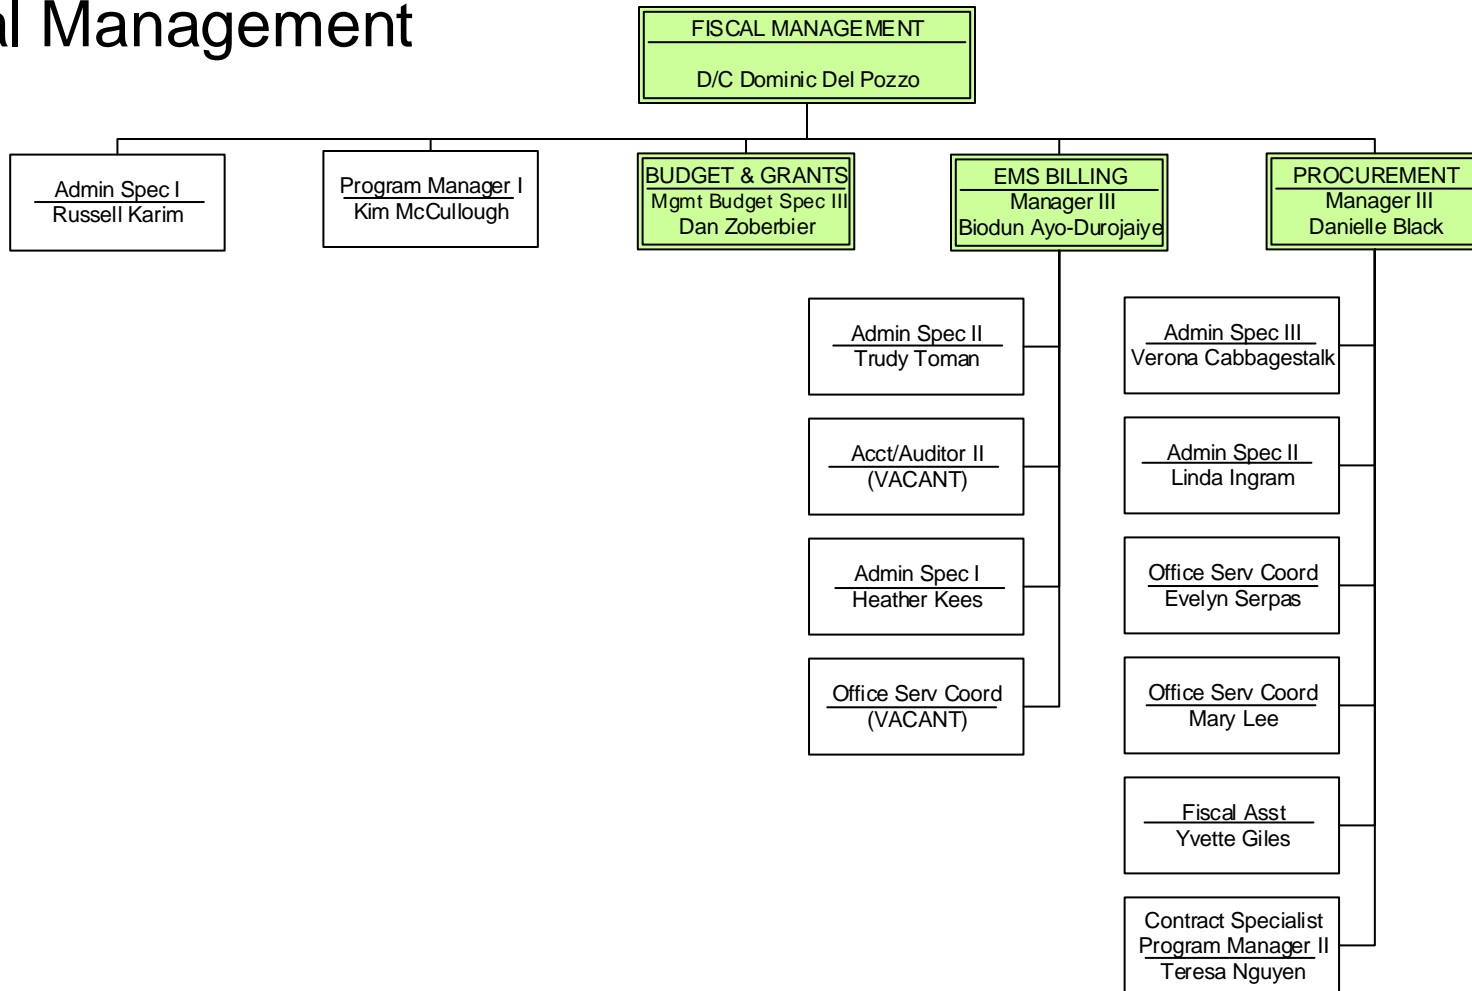 al Management
FISCAL MANAGEMENT
D/C Dominic Del Pozzo
Admin Spec I
Russell Karim
Program Manager I
Kim McCullough
BUDGET & GRANTS
Mgmt Budget Spec III
Dan Zoberbier
EMS BILLING
Manager III
Biodun Ayo-Durojaiye
PROCUREMENT
Manager III
Danielle Black
Admin Spec II
Trudy Toman
Acct/Auditor II
(VACANT)
Admin Spec I
Heather Kees
Office Serv Coord
(VACANT)
Admin Spec III
Verona Cabbagestalk
Admin Spec II
Linda Ingram
Office Serv Coord
Evelyn Serpas
Office Serv Coord
Mary Lee
Fiscal Asst
Yvette Giles
Contract Specialist
Program Manager II
Teresa Nguyen